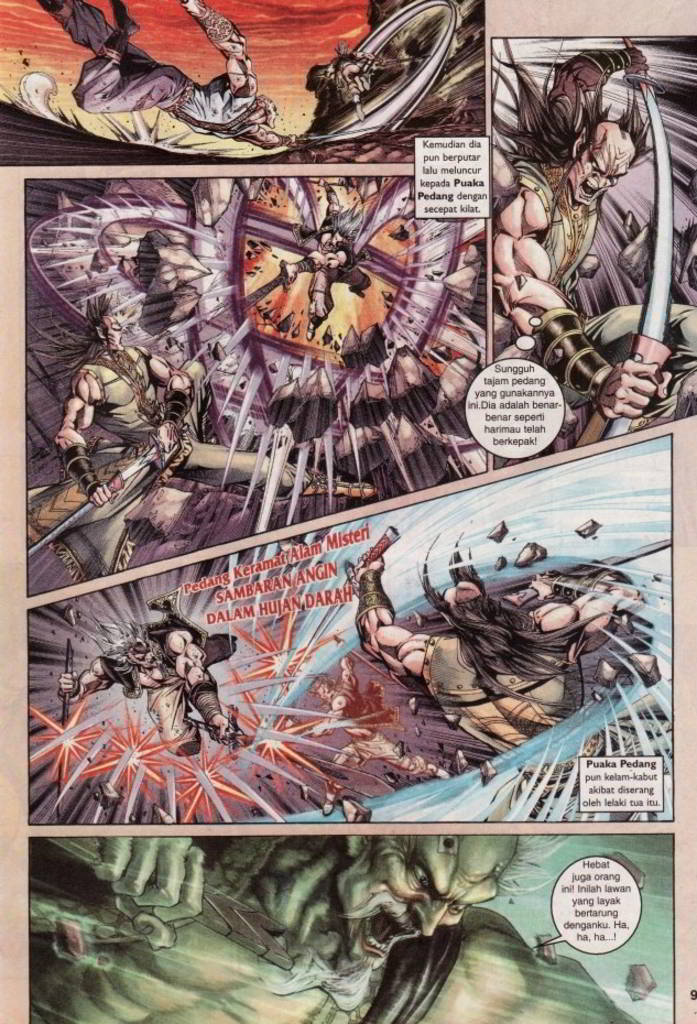 Kemudian dia
pun berputar
lalu meluncur
kepada Puaka
Pedang dengan
secepat kilat.
Sungguh
tajam pedang
yang gunakannya
ini.Dia adalah benar-
benar seperti
harimau telah
berkepak!
Pedang Keramat Alam Misteri
SAMBARAN ANGIN
DALAM HUJAN DARAH
Puaka Pedang
pun kelam-kabut
akibat diserang
oleh lelaki tua itu.
Hebat
juga orang
ini! Inilah lawan
yang layak
bertarung
denganku. Ha,
ha, ha...!
9